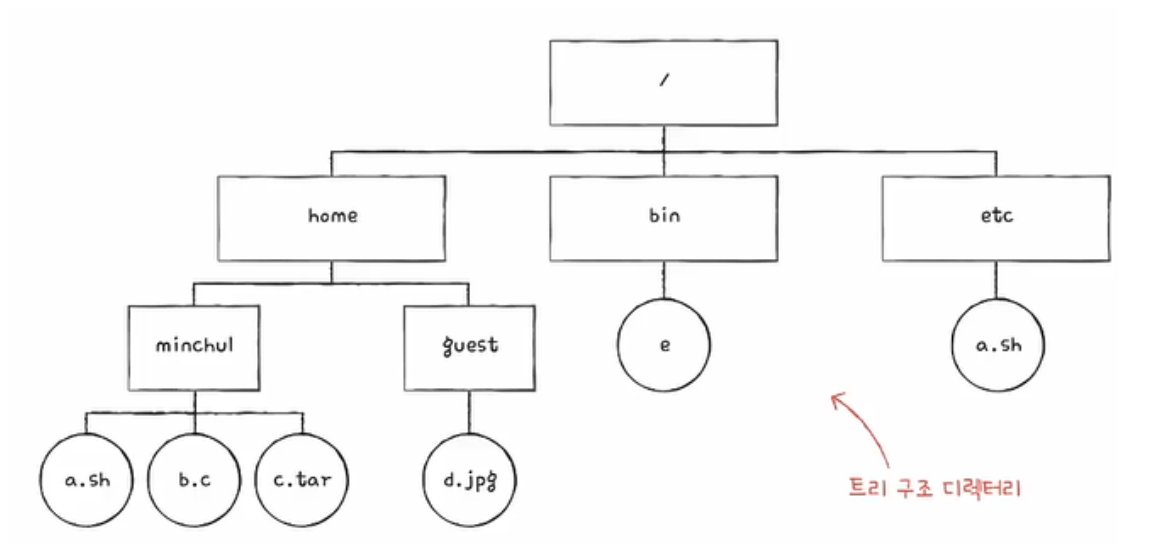 /
home
bin
etc
minchul
guest
e
a.sh
a.sh
b.c
c.tar
d.jpg
트리 구조 디렉터리